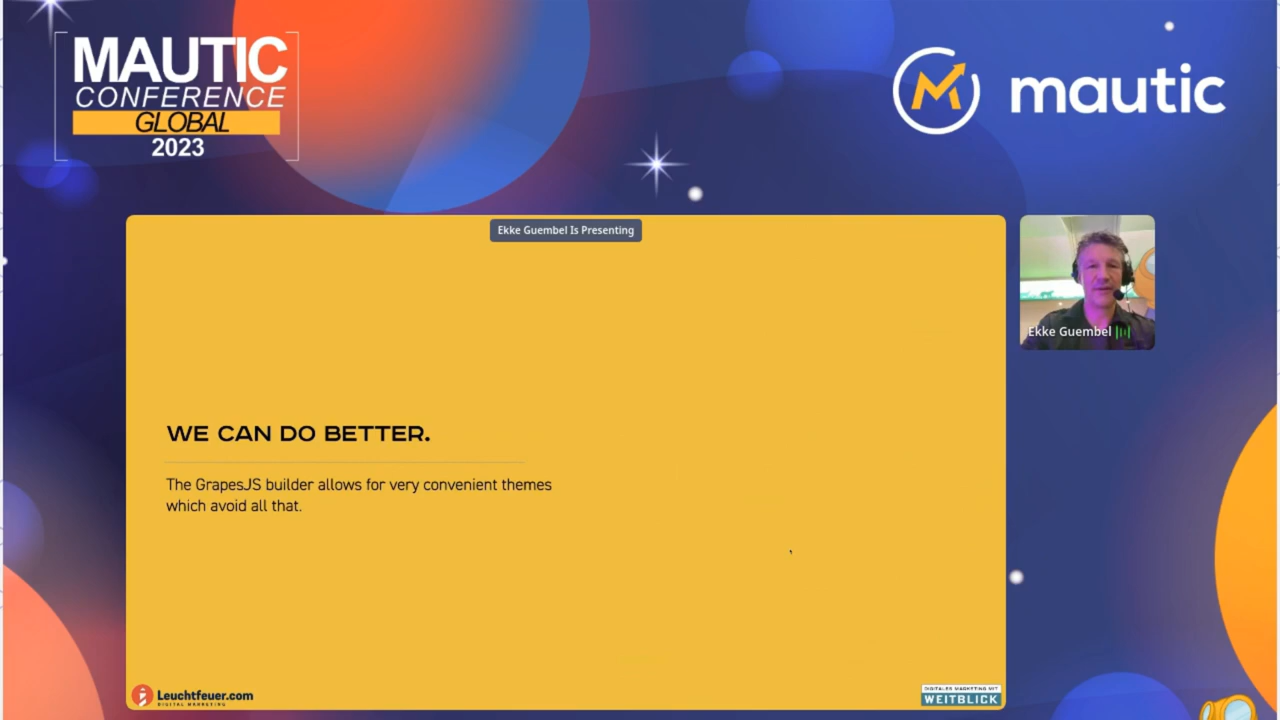 MAUTIC
CONFERENCE
GLOBAL
2023
mautic
Ekke Guembel Is Presenting
Ekke Guembel
WE CAN DO BETTER.
The GrapesJS builder allows for very convenient themes
which avoid all that.
Leuchtfeuer.com
DIGITAL MARKETING
DIGITALES MARKETING MIT
WEITBLICK